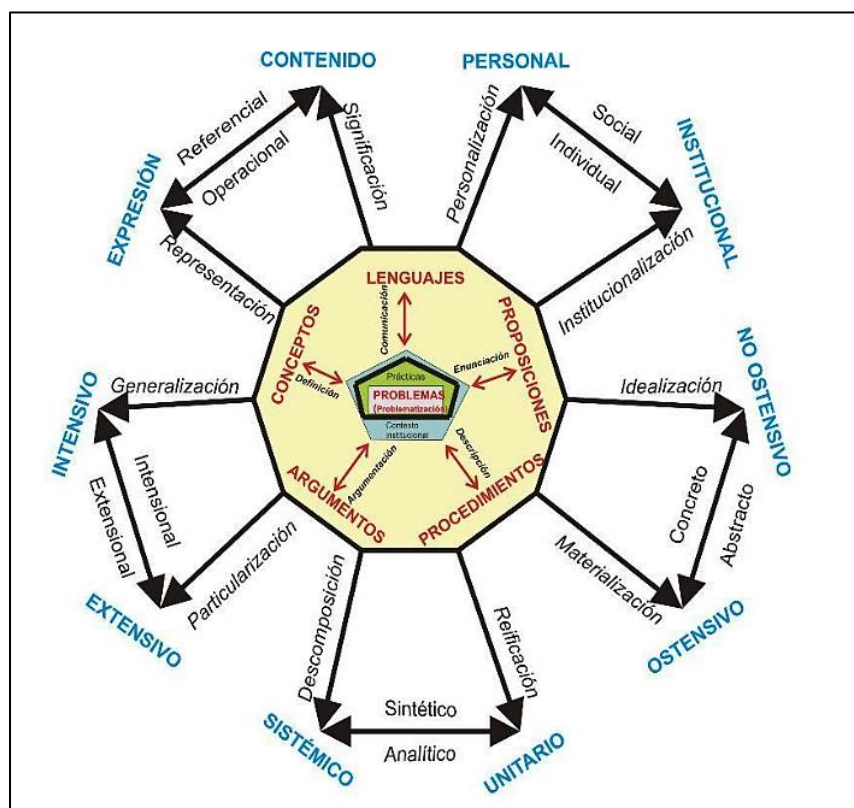 CONTENIDO
PERSONAL
Referencial
Operacional
Significación
Personalización
Social
Individual
EXPRESIÓN
INSTITUCIONAL
Representación
Institucionalización
LENGUAJES
Comunicación
CONCEPTOS
PROPOSICIONES
Definición
Enunciación
Prácticas
PROBLEMAS
(Problematización)
Contexto
institucional
Argumentación
Descripción
ARGUMENTOS
PROCEDIMIENTOS
Generalización
INTENSIVO
Intensional
Extensional
EXTENSIVO
Particularización
Idealización
NO OSTENSIVO
Concreto
Abstracto
Materialización
OSTENSIVO
Descomposición
Reificación
SISTÉMICO
Sintético
Analítico
UNITARIO